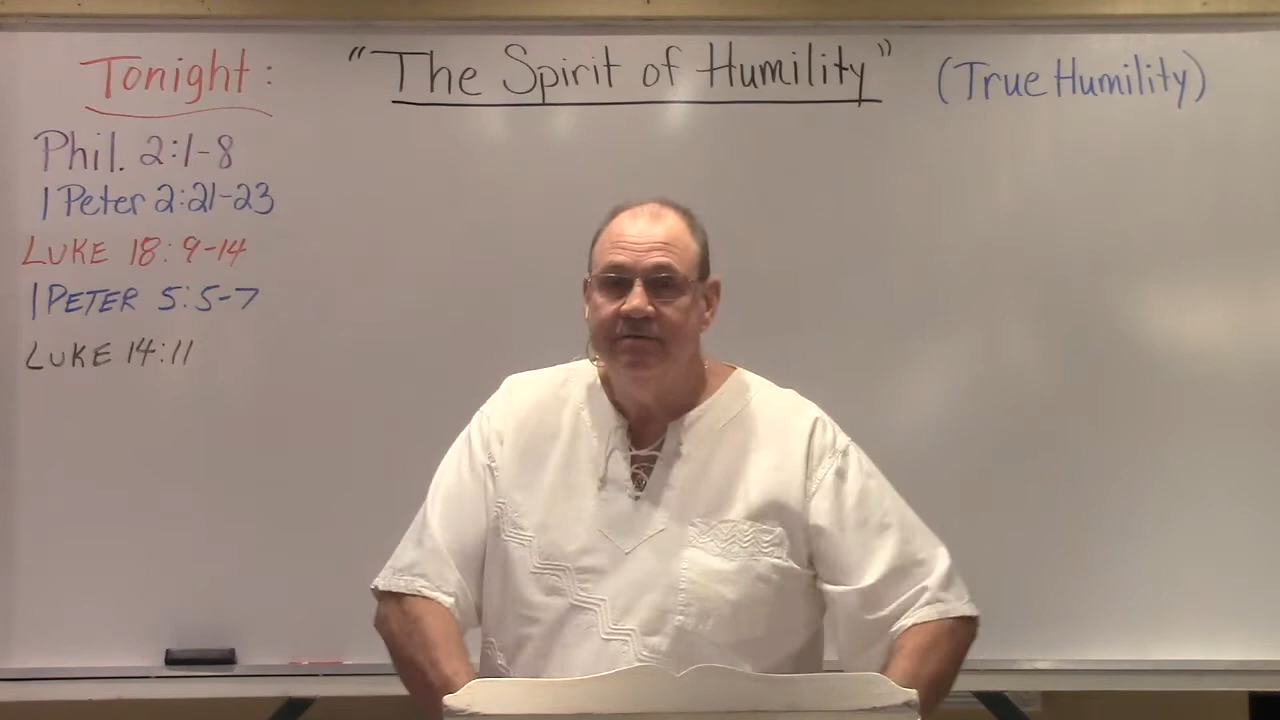 Tonight: "The Spirit of Humility" (True Humility)
Phil. 2:1-8
1 Peter 2:21-23
LUKE 18:9-14
1 PETER 5:5-7
LUKE 14:11